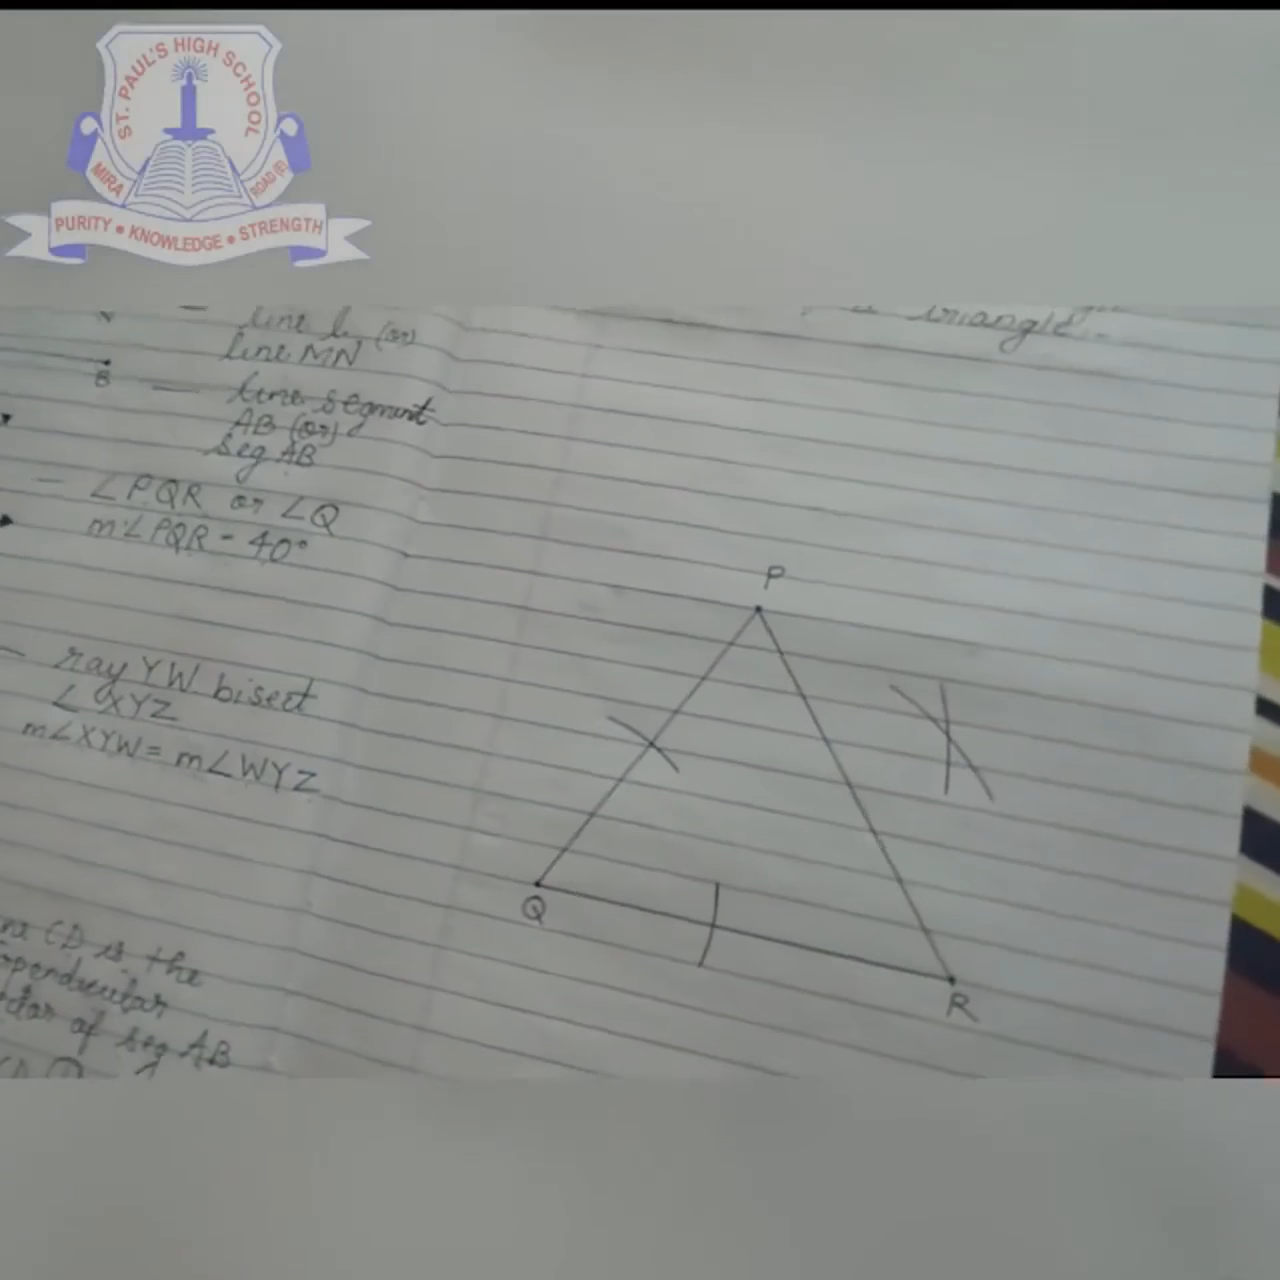 ST. PAUL'S HIGH SCHOOL
MIRA ROAD (E)
PURITY • KNOWLEDGE • STRENGTH
a triangle".
line l (or)
line MN
B
line segment
AB (or)
seg AB
∠PQR or ∠Q
m∠PQR = 40°
ray YW bisect
∠XYZ
m∠XYW = m∠WYZ
CD is the
of seg AB
P
Q
R